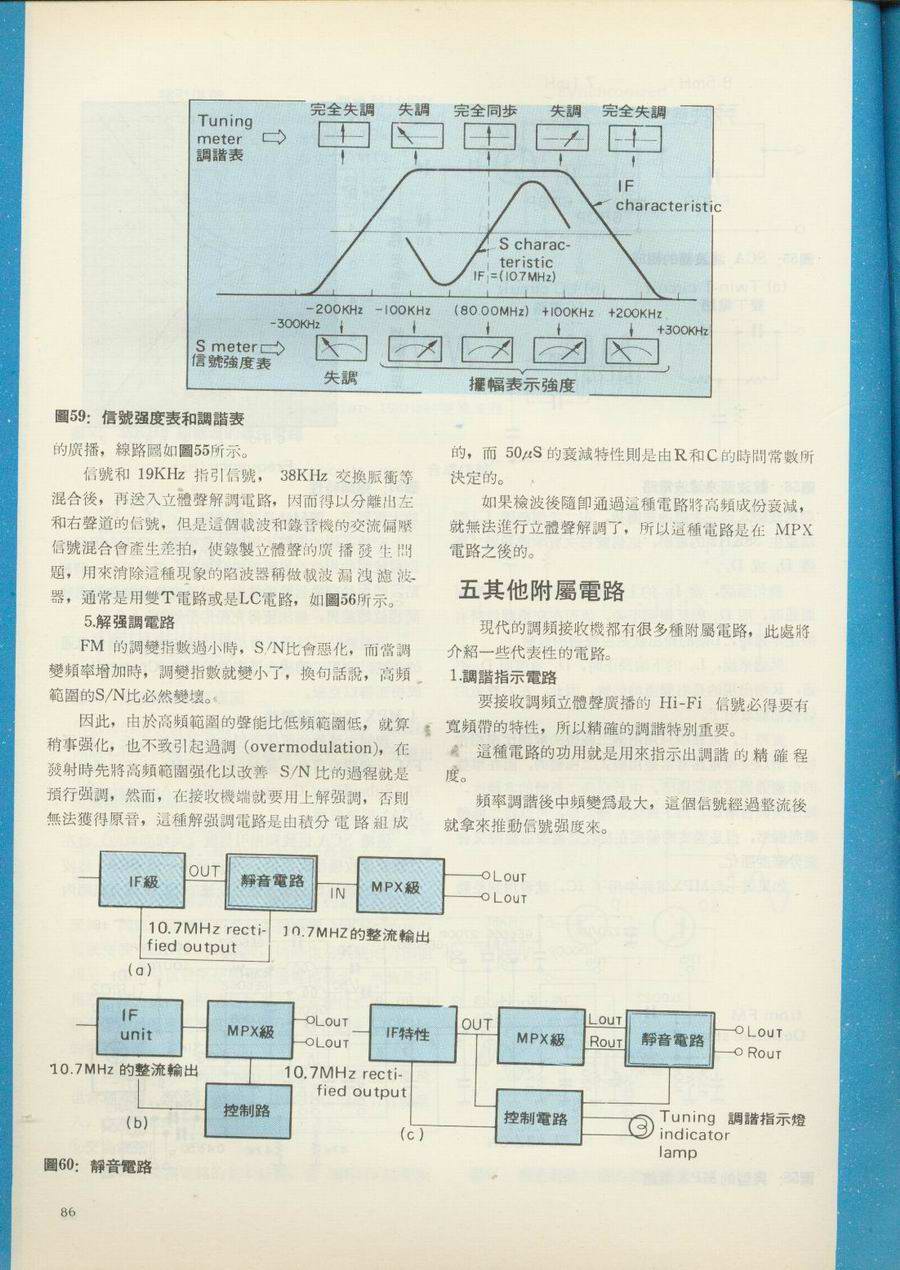 完全失調 失調 完全同步 失調 完全失調
Tuning
meter
調諧表
IF
characteristic
S charac-
teristic
IF =(10.7MHz)
-300KHz -200KHz -100KHz (80.00MHz) +100KHz +200KHz +300KHz
S meter
信號強度表
失調
擺幅表示強度
圖59：信號强度表和調諧表
的廣播，線路圖如圖55所示。
信號和 19KHz 指引信號， 38KHz 交換脈衝等
混合後，再送入立體聲解調電路，因而得以分離出左
和右聲道的信號，但是這個載波和錄音機的交流偏壓
信號混合會產生差拍，使錄製立體聲的廣播發生問
題，用來消除這種現象的陷波器稱做載波漏洩濾波
器，通常是用雙T電路或是LC電路，如圖56所示。
5.解强調電路
FM 的調變指數過小時，S/N比會惡化，而當調
變頻率增加時，調變指數就變小了，換句話說，高頻
範圍的S/N比必然變壞。
因此，由於高頻範圍的聲能比低頻範圍低，就算
稍事强化，也不致引起過調 (overmodulation)，在
發射時先將高頻範圍强化以改善 S/N 比的過程就是
預行强調，然而，在接收機端就要用上解强調，否則
無法獲得原音，這種解强調電路是由積分電路組成
的，而 50μS 的衰減特性則是由R和C的時間常數所
決定的。
如果檢波後隨即通過這種電路將高頻成份衰減，
就無法進行立體聲解調了，所以這種電路是在 MPX
電路之後的。
五其他附屬電路
現代的調頻接收機都有很多種附屬電路，此處將
介紹一些代表性的電路。
1.調諧指示電路
要接收調頻立體聲廣播的 Hi-Fi 信號必得要有
寬頻帶的特性，所以精確的調諧特別重要。
這種電路的功用就是用來指示出調諧的精確程
度。
頻率調諧後中頻變爲最大，這個信號經過整流後
就拿來推動信號强度來。
IF級 OUT 靜音電路 IN MPX級 LOUT
LOUT
10.7MHz recti-
fied output
10.7MHZ的整流輸出
(a)
IF
unit
MPX級
LOUT
LOUT
10.7MHz 的整流輸出
控制路
(b)
IF特性 OUT MPX級 LOUT ROUT 靜音電路 LOUT
ROUT
10.7MHz recti-
fied output
控制電路
Tuning 調諧指示燈
indicator
lamp
(c)
圖60：靜音電路
86